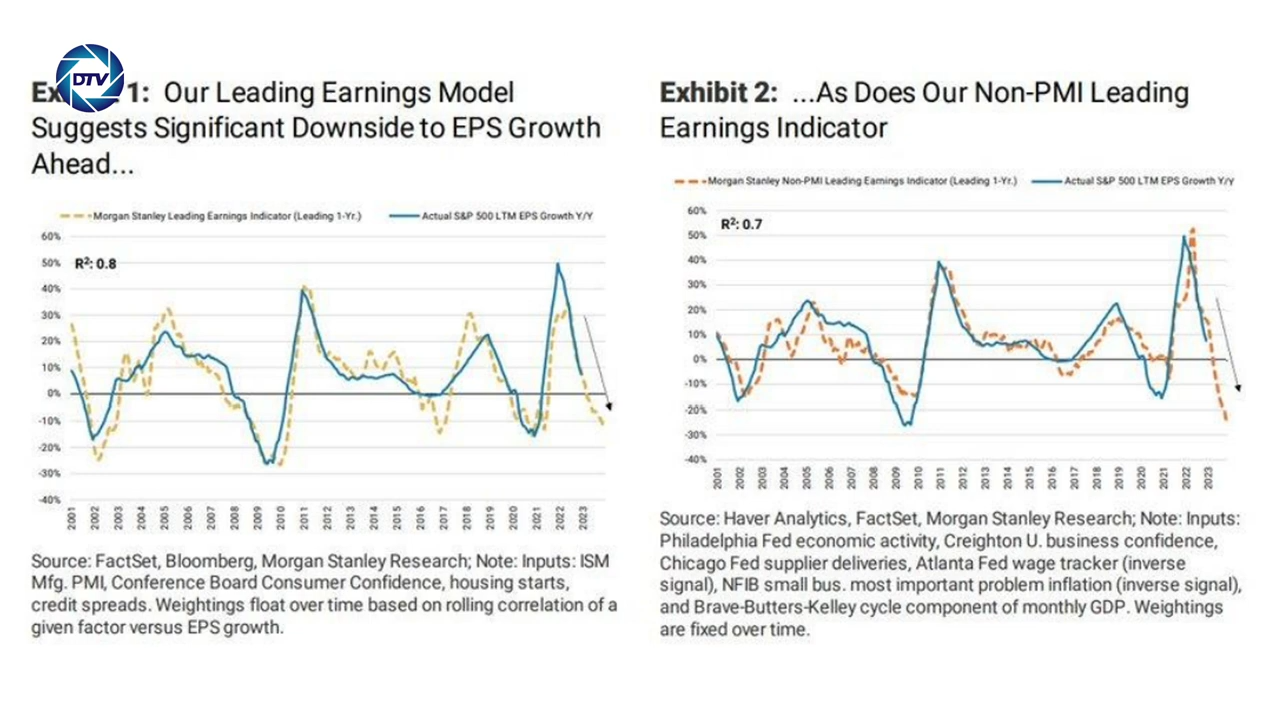 DTV
Ex 1: Our Leading Earnings Model
Suggests Significant Downside to EPS Growth
Ahead...
Morgan Stanley Leading Earnings Indicator (Leading 1-Yr.)
Actual S&P 500 LTM EPS Growth Y/Y
R²: 0.8
60%
50%
40%
30%
20%
10%
0%
-10%
-20%
-30%
-40%
2001 2002 2003 2004 2005 2006 2007 2008 2009 2010 2011 2012 2013 2014 2015 2016 2017 2018 2019 2020 2021 2022 2023
Source: FactSet, Bloomberg, Morgan Stanley Research; Note: Inputs: ISM
Mfg. PMI, Conference Board Consumer Confidence, housing starts,
credit spreads. Weightings float over time based on rolling correlation of a
given factor versus EPS growth.
Exhibit 2: ...As Does Our Non-PMI Leading
Earnings Indicator
Morgan Stanley Non-PMI Leading Earnings Indicator (Leading 1-Yr.)
Actual S&P 500 LTM EPS Growth Y/Y
R²: 0.7
60%
50%
40%
30%
20%
10%
0%
-10%
-20%
-30%
-40%
2001 2002 2003 2004 2005 2006 2007 2008 2009 2010 2011 2012 2013 2014 2015 2016 2017 2018 2019 2020 2021 2022 2023
Source: Haver Analytics, FactSet, Morgan Stanley Research; Note: Inputs:
Philadelphia Fed economic activity, Creighton U. business confidence,
Chicago Fed supplier deliveries, Atlanta Fed wage tracker (inverse
signal), NFIB small bus. most important problem inflation (inverse signal),
and Brave-Butters-Kelley cycle component of monthly GDP. Weightings
are fixed over time.